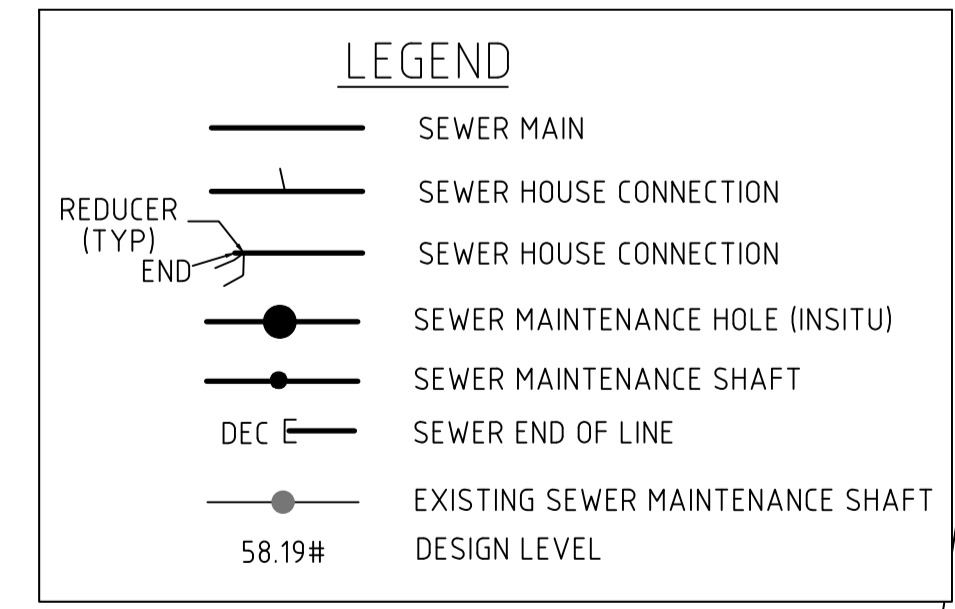 LEGEND
SEWER MAIN
SEWER HOUSE CONNECTION
REDUCER
(TYP)
END
SEWER HOUSE CONNECTION
SEWER MAINTENANCE HOLE (INSITU)
SEWER MAINTENANCE SHAFT
DEC E SEWER END OF LINE
EXISTING SEWER MAINTENANCE SHAFT
58.19# DESIGN LEVEL